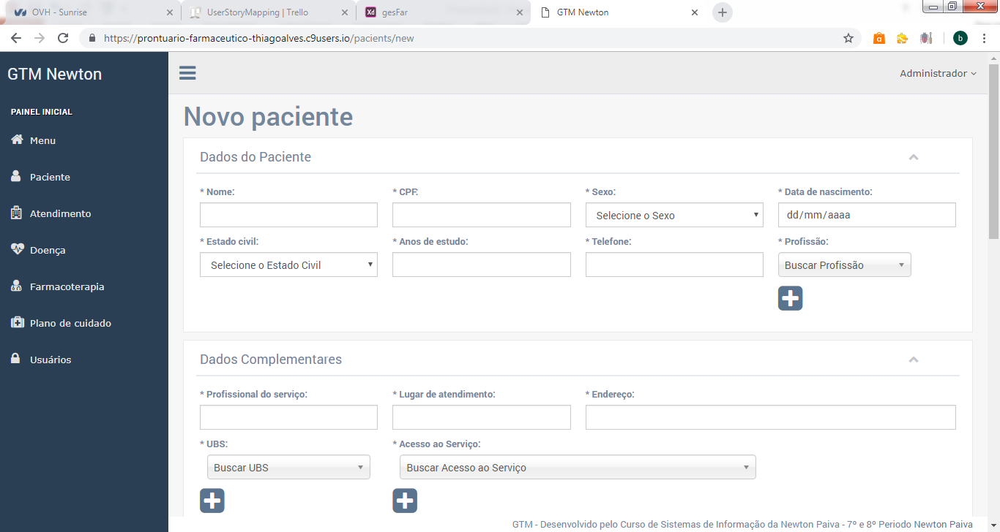 OVH - Sunrise
UserStoryMapping | Trello
Xd gesFar
GTM Newton
https://prontuario-farmaceutico-thiagoalves.c9users.io/pacients/new
a
b
GTM Newton
Administrador
PAINEL INICIAL
Menu
Paciente
Atendimento
Doença
Farmacoterapia
Plano de cuidado
Usuários
Novo paciente
Dados do Paciente
* Nome: * CPF: * Sexo: * Data de nascimento:
Selecione o Sexo dd/mm/aaaa
* Estado civil: * Anos de estudo: * Telefone: * Profissão:
Selecione o Estado Civil Buscar Profissão
Dados Complementares
* Profissional do serviço: * Lugar de atendimento: * Endereço:
* UBS: * Acesso ao Serviço:
Buscar UBS Buscar Acesso ao Serviço
GTM - Desenvolvido pelo Curso de Sistemas de Informação da Newton Paiva - 7º e 8º Periodo Newton Paiva